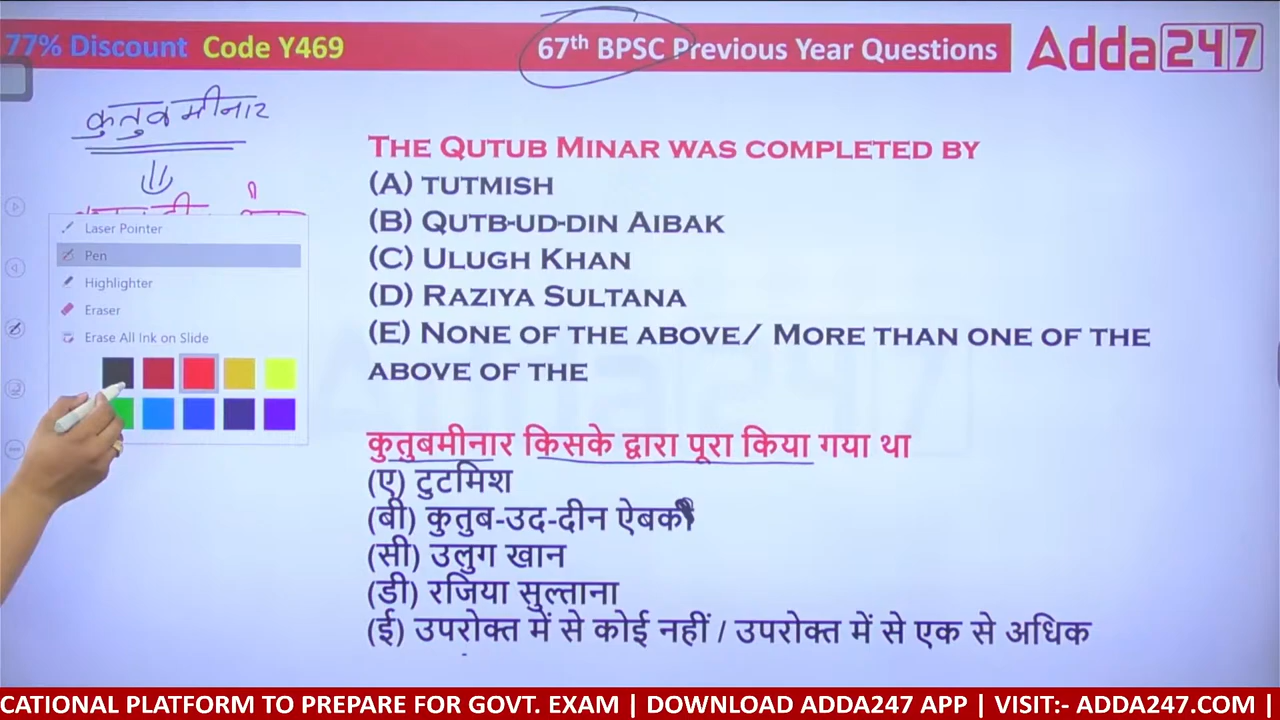 77% Discount Code Y469
67th BPSC Previous Year Questions
Adda247
कुतुबमीनार
THE QUTUB MINAR WAS COMPLETED BY
(A) TUTMISH
(B) QUTB-UD-DIN AIBAK
(C) ULUGH KHAN
(D) RAZIYA SULTANA
(E) NONE OF THE ABOVE/ MORE THAN ONE OF THE
ABOVE OF THE
Laser Pointer
Pen
Highlighter
Eraser
Erase All Ink on Slide
कुतुबमीनार किसके द्वारा पूरा किया गया था
(ए) टुटमिश
(बी) कुतुब-उद-दीन ऐबक
(सी) उलुग खान
(डी) रजिया सुल्ताना
(ई) उपरोक्त में से कोई नहीं / उपरोक्त में से एक से अधिक
CATIONAL PLATFORM TO PREPARE FOR GOVT. EXAM | DOWNLOAD ADDA247 APP | VISIT:- ADDA247.COM |